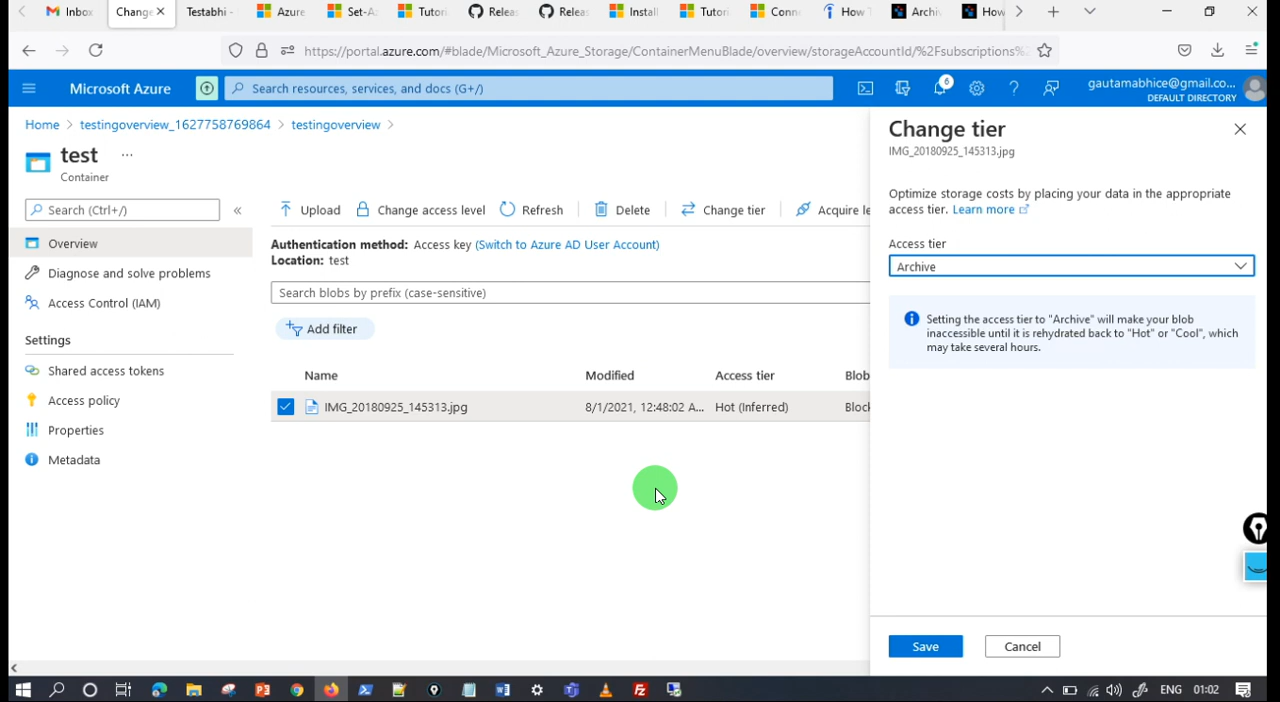 Inbox
Change
Testabhi -
Azure
Set-A
Tutori
Relea
Relea
Install
Tutori
Conn
How T
Archiv
How
https://portal.azure.com/#blade/Microsoft_Azure_Storage/ContainerMenuBlade/overview/storageAccountId/%2Fsubscriptions%
Microsoft Azure
Search resources, services, and docs (G+/)
6
gautamabhice@gmail.co...
DEFAULT DIRECTORY
Home > testingoverview_1627758769864 > testingoverview >
test ...
Container
Search (Ctrl+/)
«
Overview
Diagnose and solve problems
Access Control (IAM)
Settings
Shared access tokens
Access policy
Properties
Metadata
Upload
Change access level
Refresh
Delete
Change tier
Acquire le
Authentication method: Access key (Switch to Azure AD User Account)
Location: test
Search blobs by prefix (case-sensitive)
Add filter
Name
Modified
Access tier
Blob
IMG_20180925_145313.jpg
8/1/2021, 12:48:02 A...
Hot (Inferred)
Block
Change tier
IMG_20180925_145313.jpg
Optimize storage costs by placing your data in the appropriate
access tier. Learn more
Access tier
Archive
Setting the access tier to "Archive" will make your blob
inaccessible until it is rehydrated back to "Hot" or "Cool", which
may take several hours.
Save
Cancel
ENG
01:02